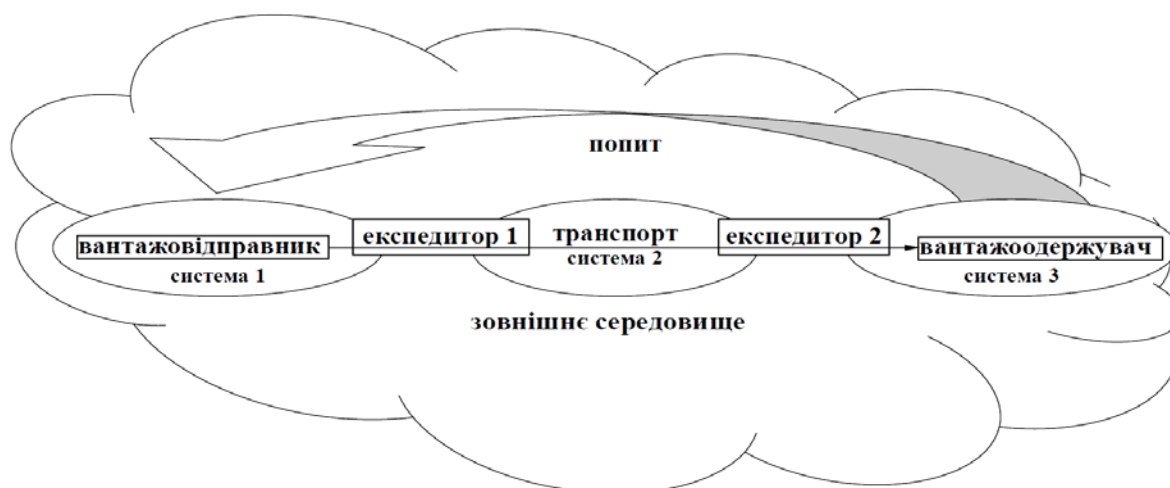 попит
вантажовідправник
експедитор 1
транспорт
експедитор 2
вантажоодержувач
система 1
система 2
система 3
зовнішнє середовище